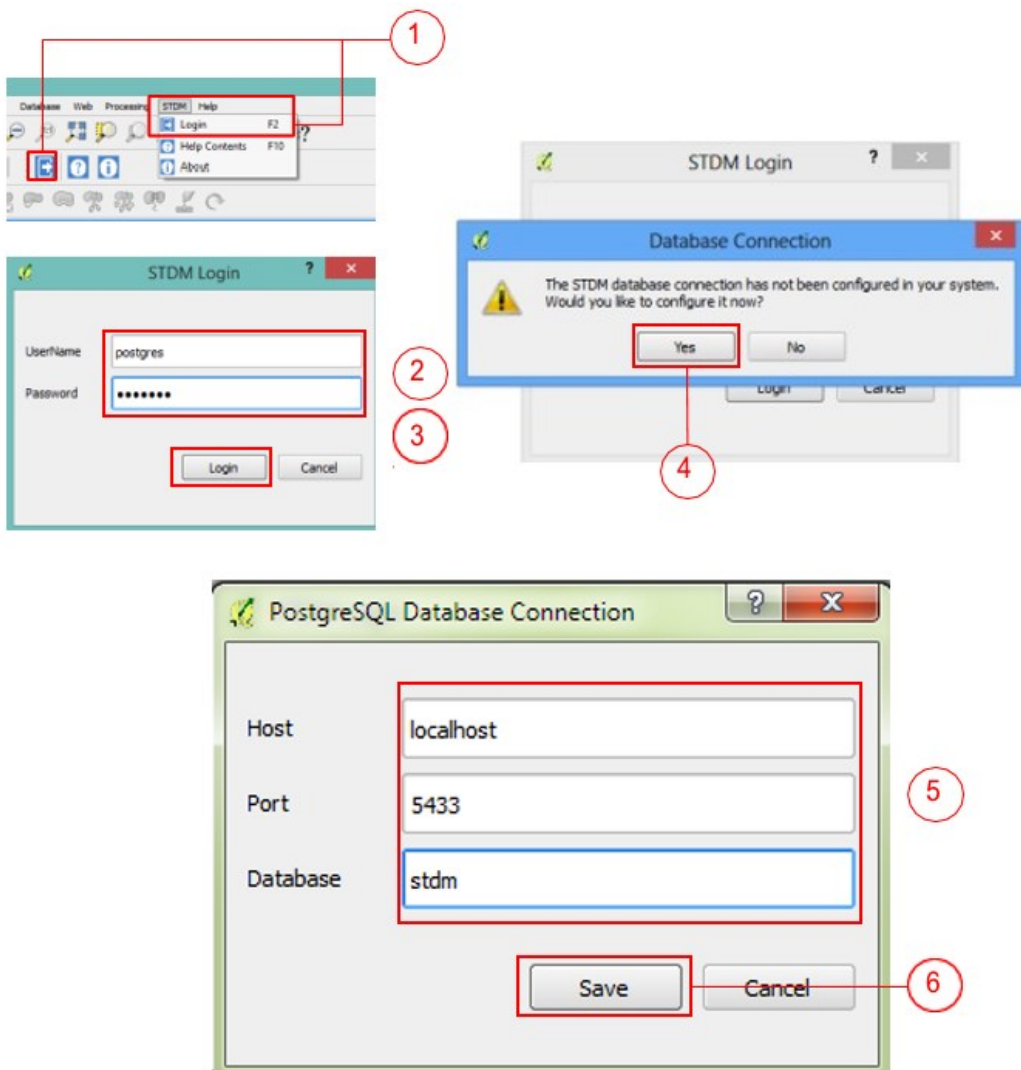 1
Database Web Processing STDM Help
Login F2
?
Help Contents F10
About
STDM Login ?
UserName postgres
Password •••••••
Login Cancel
2
3
STDM Login ?
Database Connection
The STDM database connection has not been configured in your system.
Would you like to configure it now?
Yes No
Login Cancel
4
PostgreSQL Database Connection ?
Host localhost
Port 5433
Database stdm
5
Save Cancel
6